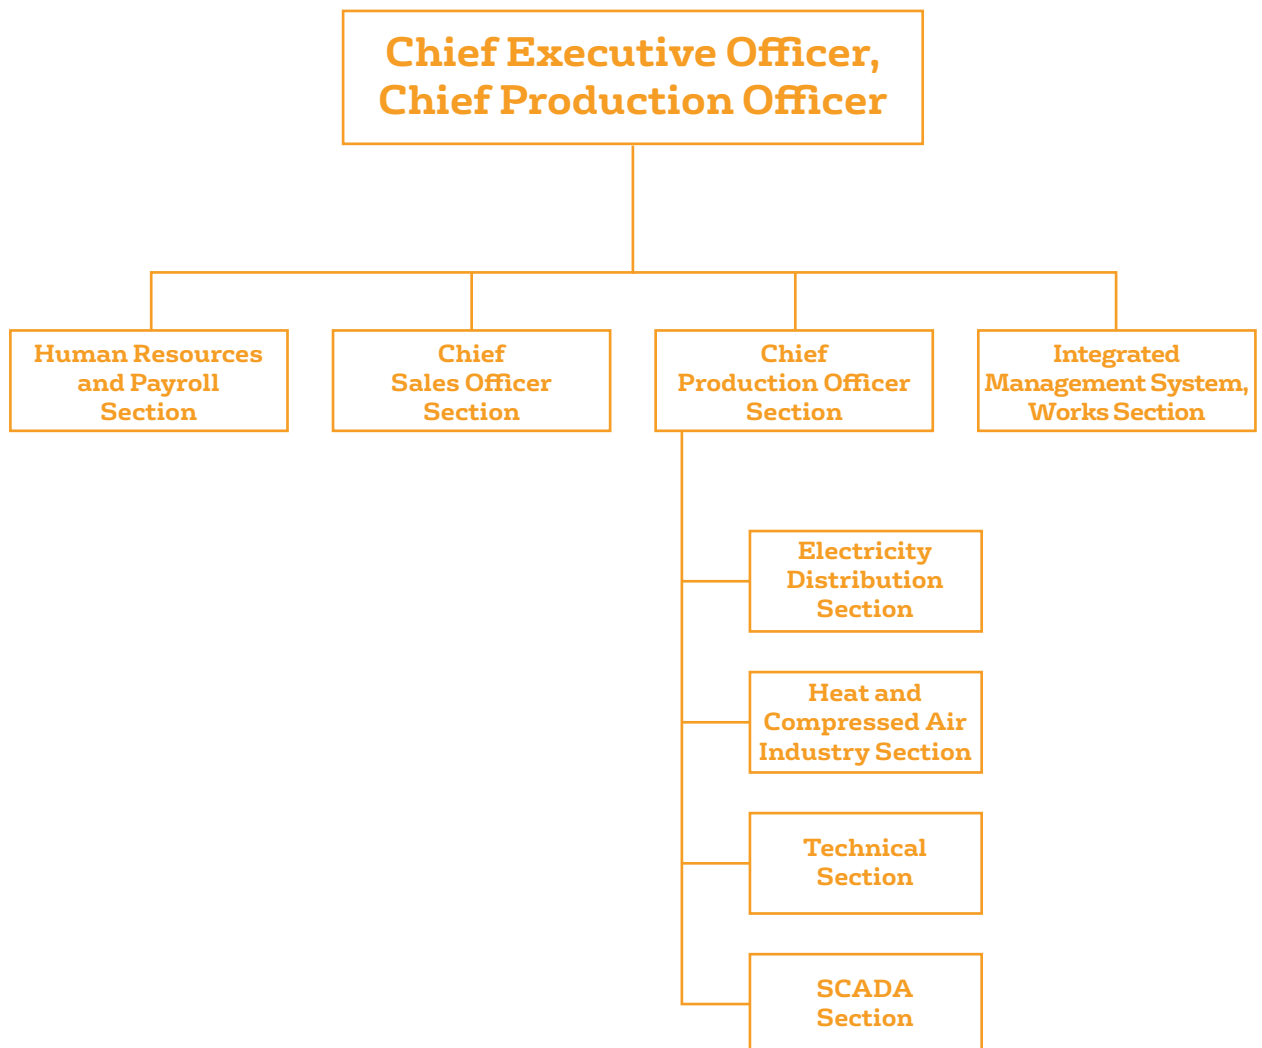 Chief Executive Officer,
Chief Production Officer
Human Resources
and Payroll
Section
Chief
Sales Officer
Section
Chief
Production Officer
Section
Integrated
Management System,
Works Section
Electricity
Distribution
Section
Heat and
Compressed Air
Industry Section
Technical
Section
SCADA
Section